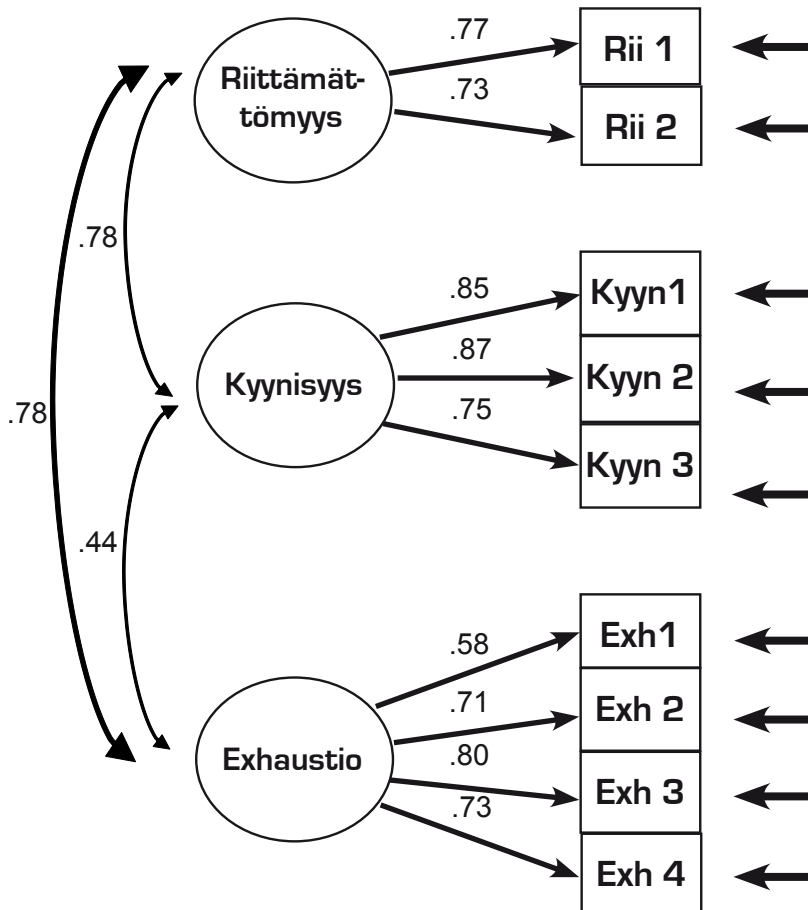 .77
Rii 1
Riittämät-
tömyys
.73
Rii 2
.78
.85
Kyyn1
.87
Kyynisyys
Kyyn 2
.78
.75
Kyyn 3
.44
.58
Exh1
.71
Exh 2
Exhaustio
.80
Exh 3
.73
Exh 4